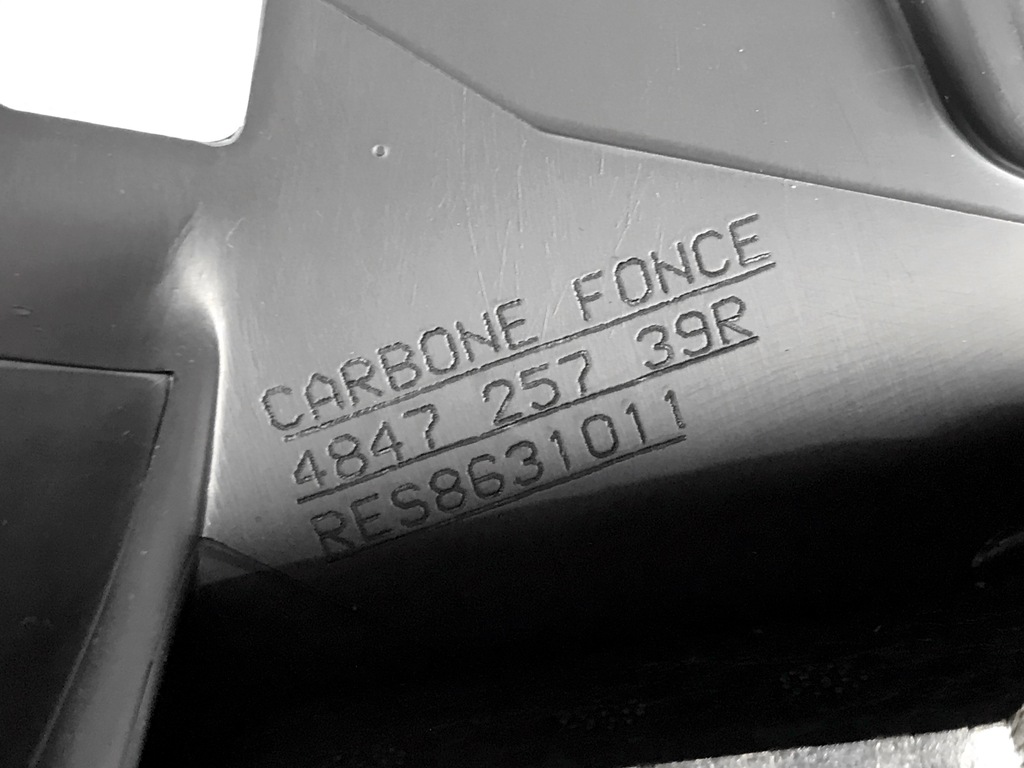 CARBONE FONCE
4847 257 39R
RES8631011